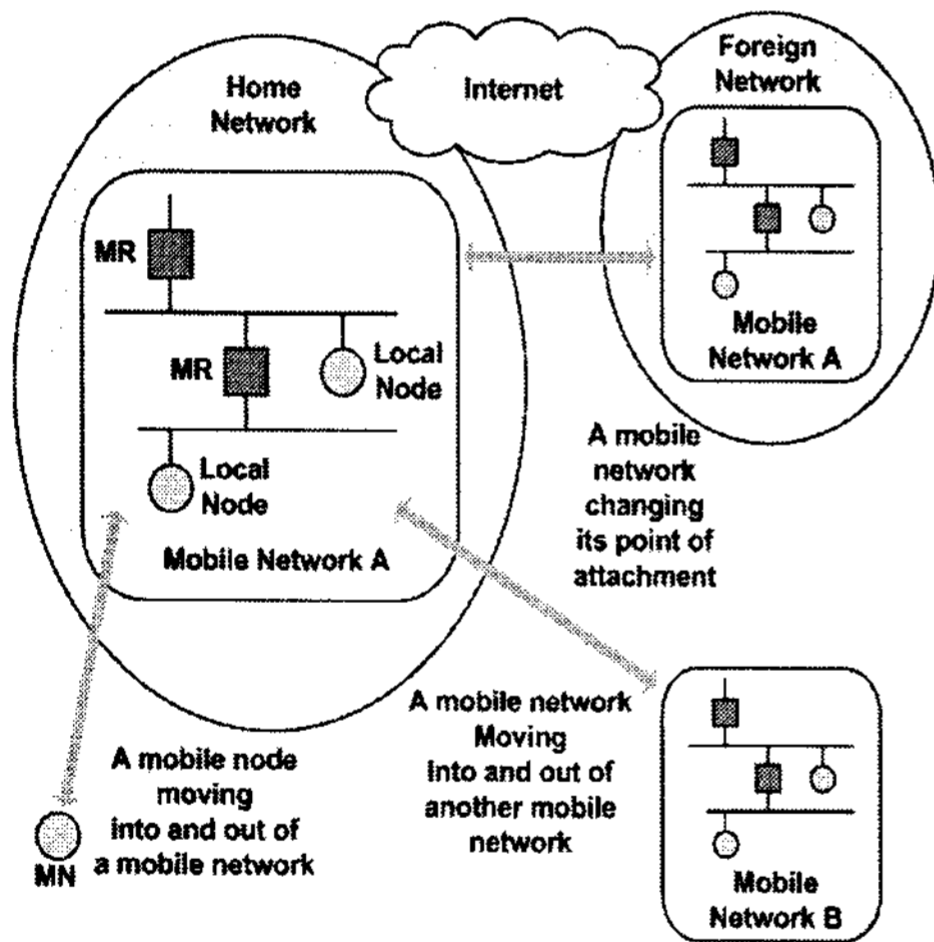 Home
Network
Internet
Foreign
Network
MR
MR
Local
Node
Local
Node
Mobile Network A
Mobile
Network A
A mobile
network
changing
its point of
attachment
A mobile node
moving
into and out of
a mobile network
MN
A mobile network
Moving
into and out of
another mobile
network
Mobile
Network B